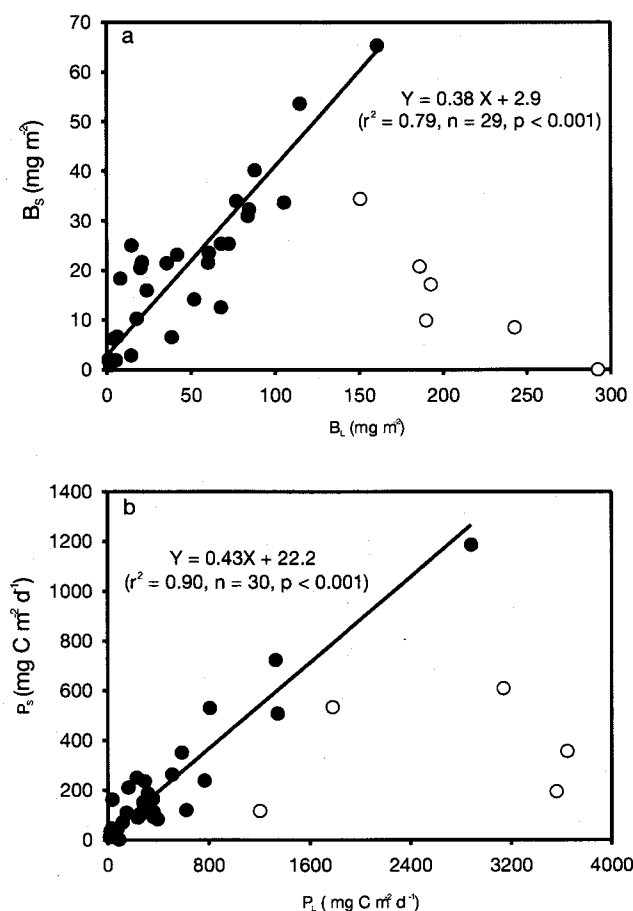 a
70
60
50
40
30
20
10
0
B_S (mg m⁻²)
Y = 0.38 X + 2.9
(r² = 0.79, n = 29, p < 0.001)
0 50 100 150 200 250 300
B_L (mg m²)
b
1400
1200
1000
800
600
400
200
0
P_S (mg C m² d⁻¹)
Y = 0.43X + 22.2
(r² = 0.90, n = 30, p < 0.001)
0 800 1600 2400 3200 4000
P_L ( mg C m² d⁻¹)